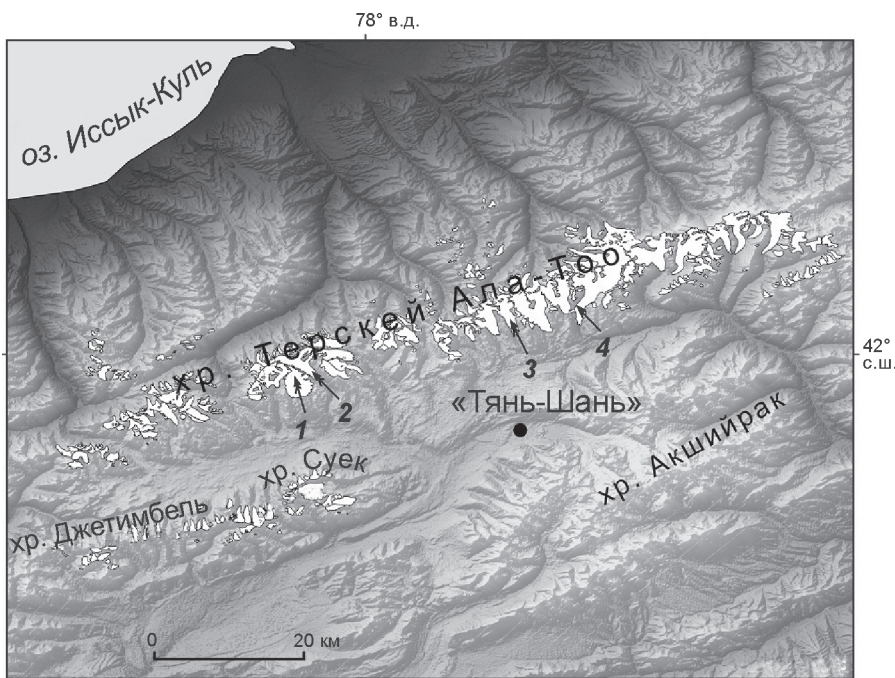 78° в.д.
оз. Иссык-Куль
хр. Терскей Ала-Тоо
42°
с.ш.
3
4
1
2
«Тянь-Шань»
хр. Акшийрак
хр. Суек
хр. Джетимбель
0
20 км